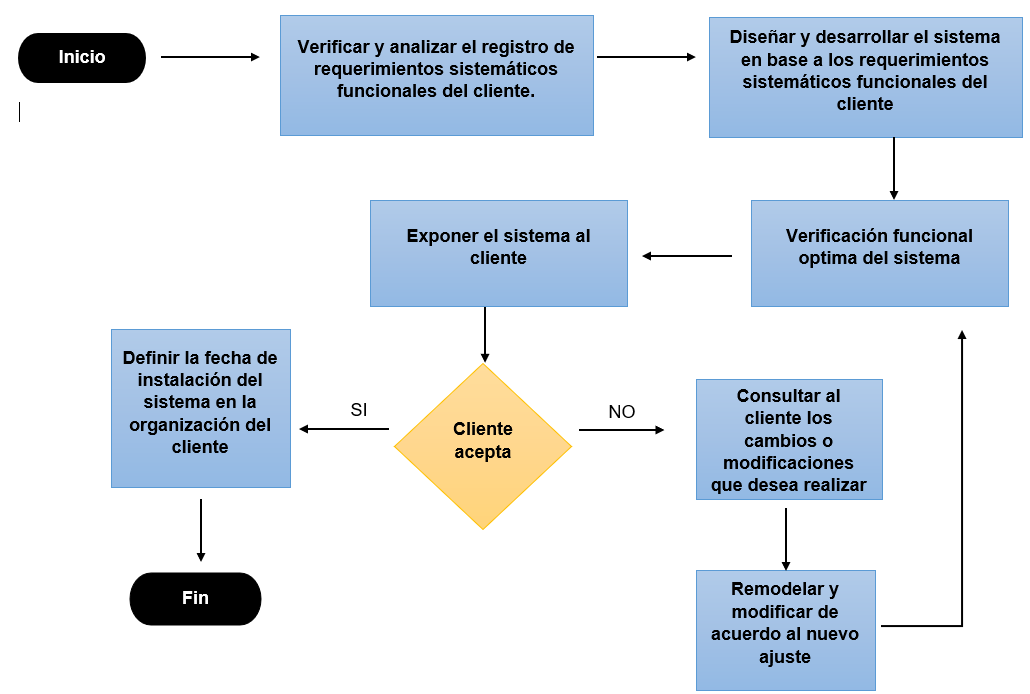 Inicio
Verificar y analizar el registro de
requerimientos sistemáticos
funcionales del cliente.
Diseñar y desarrollar el sistema
en base a los requerimientos
sistemáticos funcionales del
cliente
Verificación funcional
optima del sistema
Exponer el sistema al
cliente
Cliente
acepta
SI
NO
Definir la fecha de
instalación del
sistema en la
organización del
cliente
Fin
Consultar al
cliente los
cambios o
modificaciones
que desea realizar
Remodelar y
modificar de
acuerdo al nuevo
ajuste